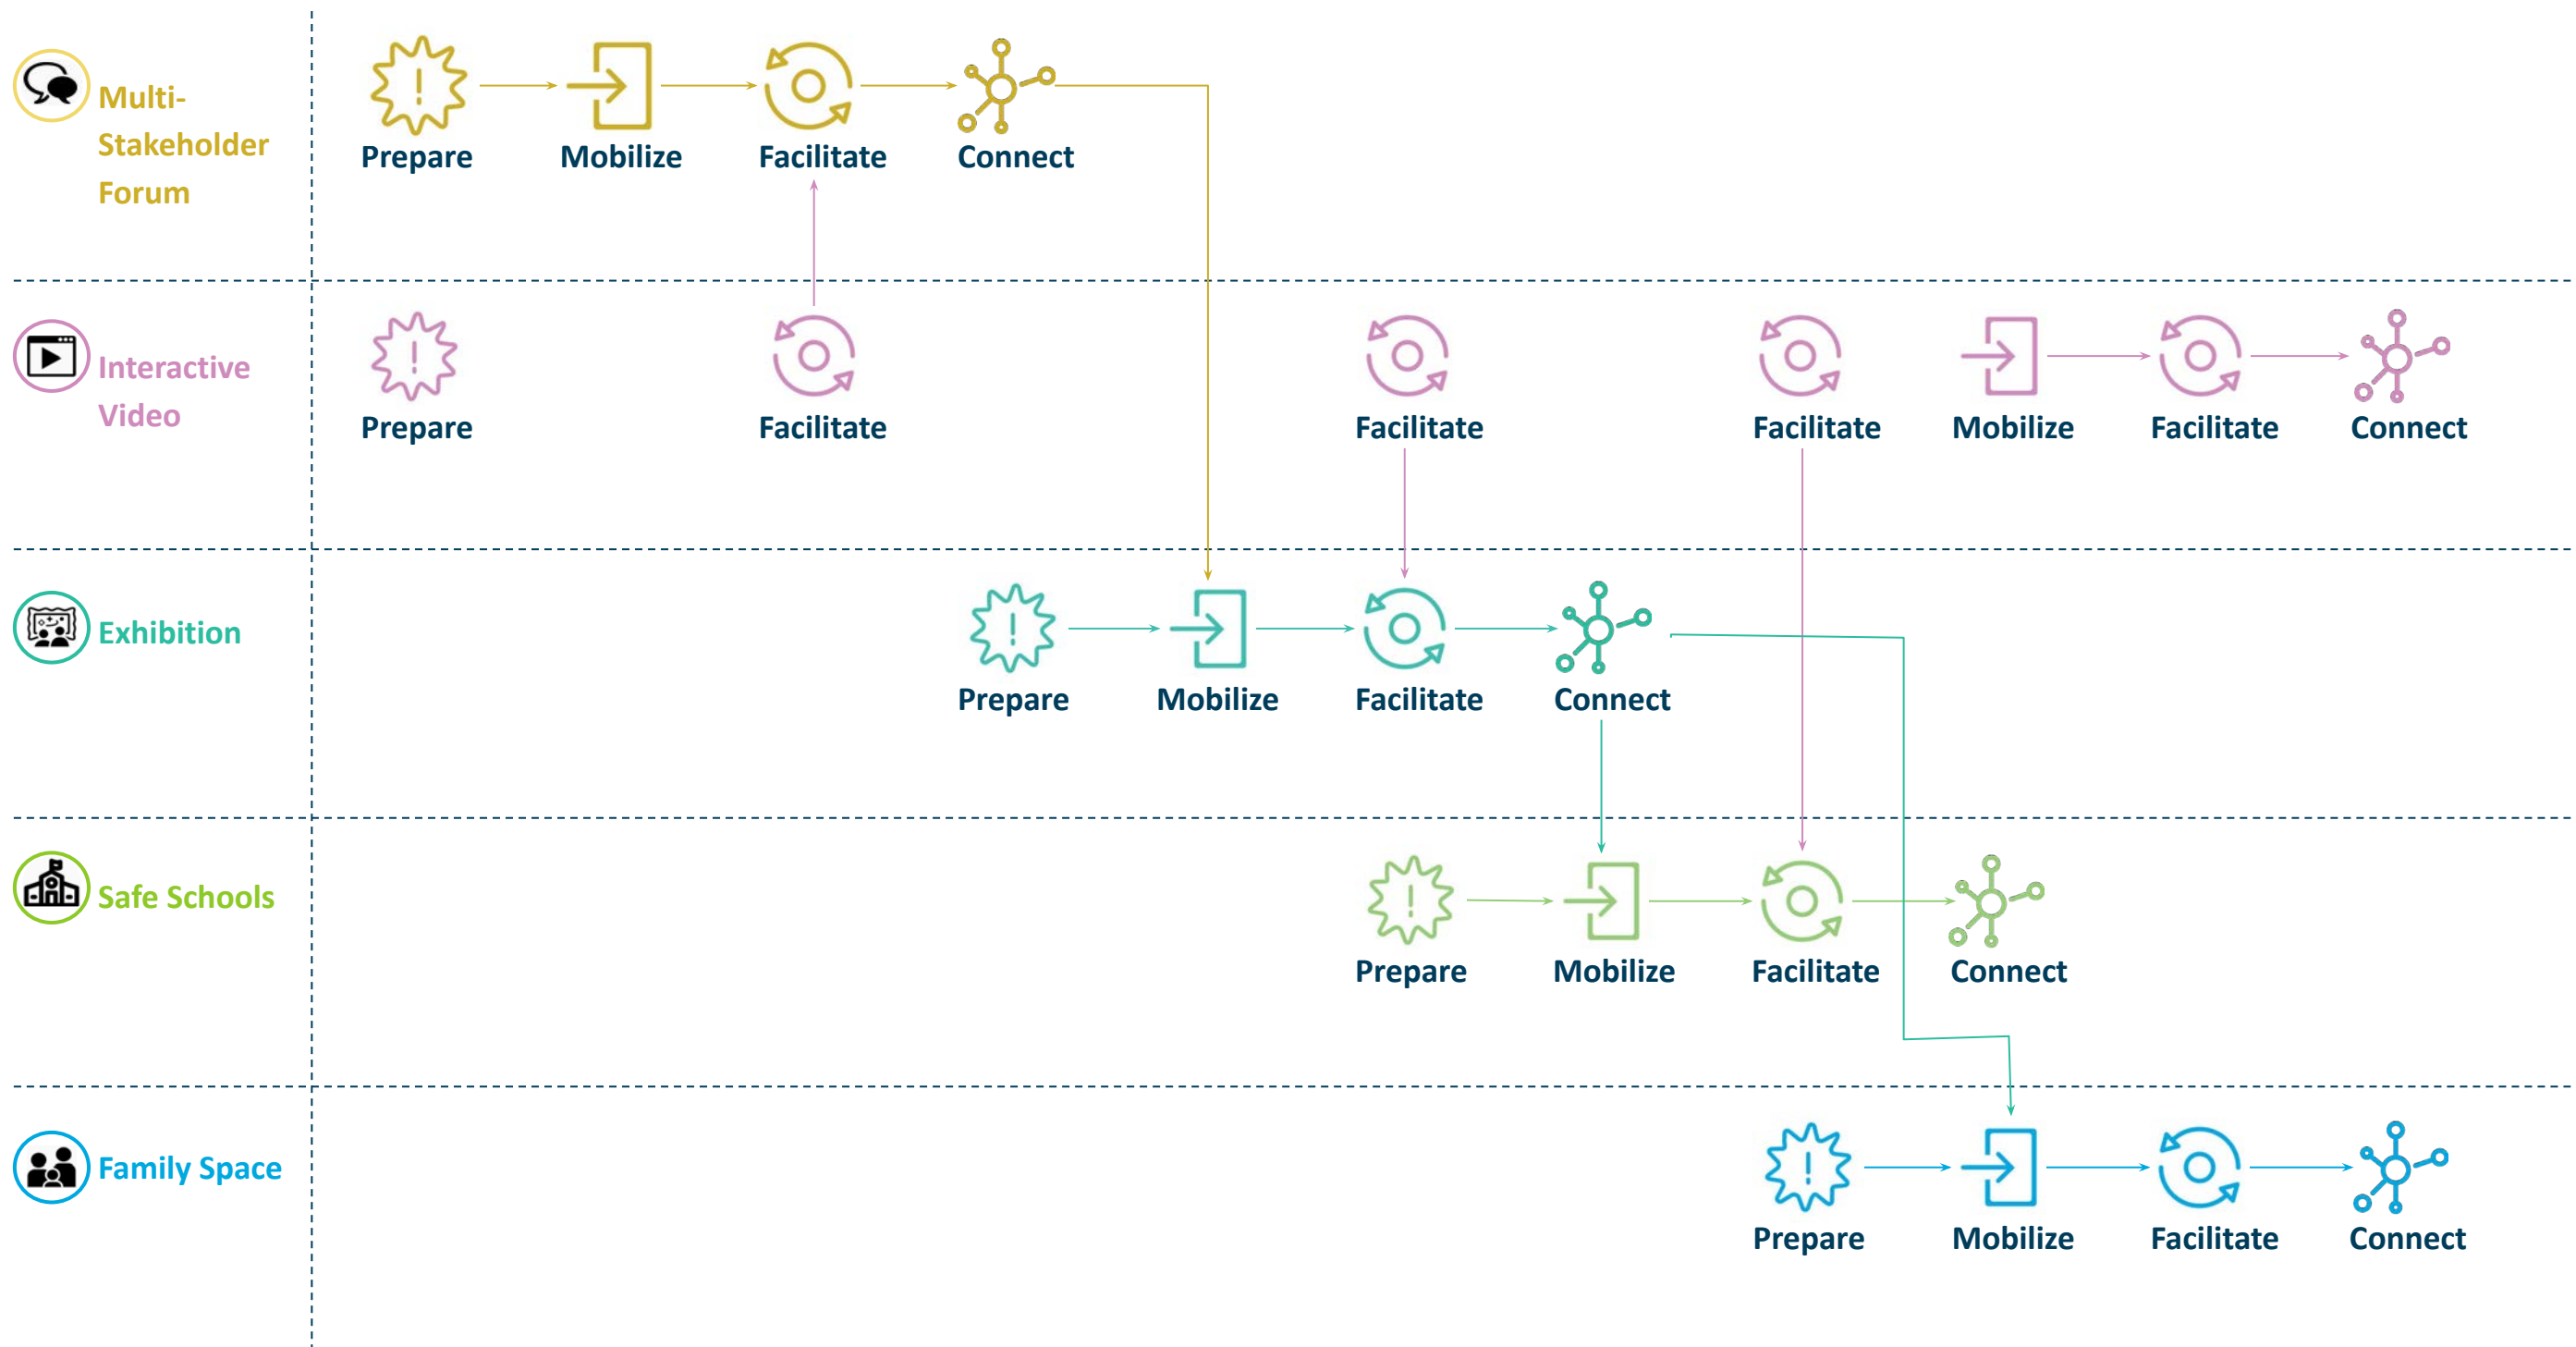 Multi-
Stakeholder
Forum
Prepare
Mobilize
Facilitate
Connect
Interactive
Video
Prepare
Facilitate
Facilitate
Facilitate
Mobilize
Facilitate
Connect
Exhibition
Prepare
Mobilize
Facilitate
Connect
Safe Schools
Prepare
Mobilize
Facilitate
Connect
Family Space
Prepare
Mobilize
Facilitate
Connect